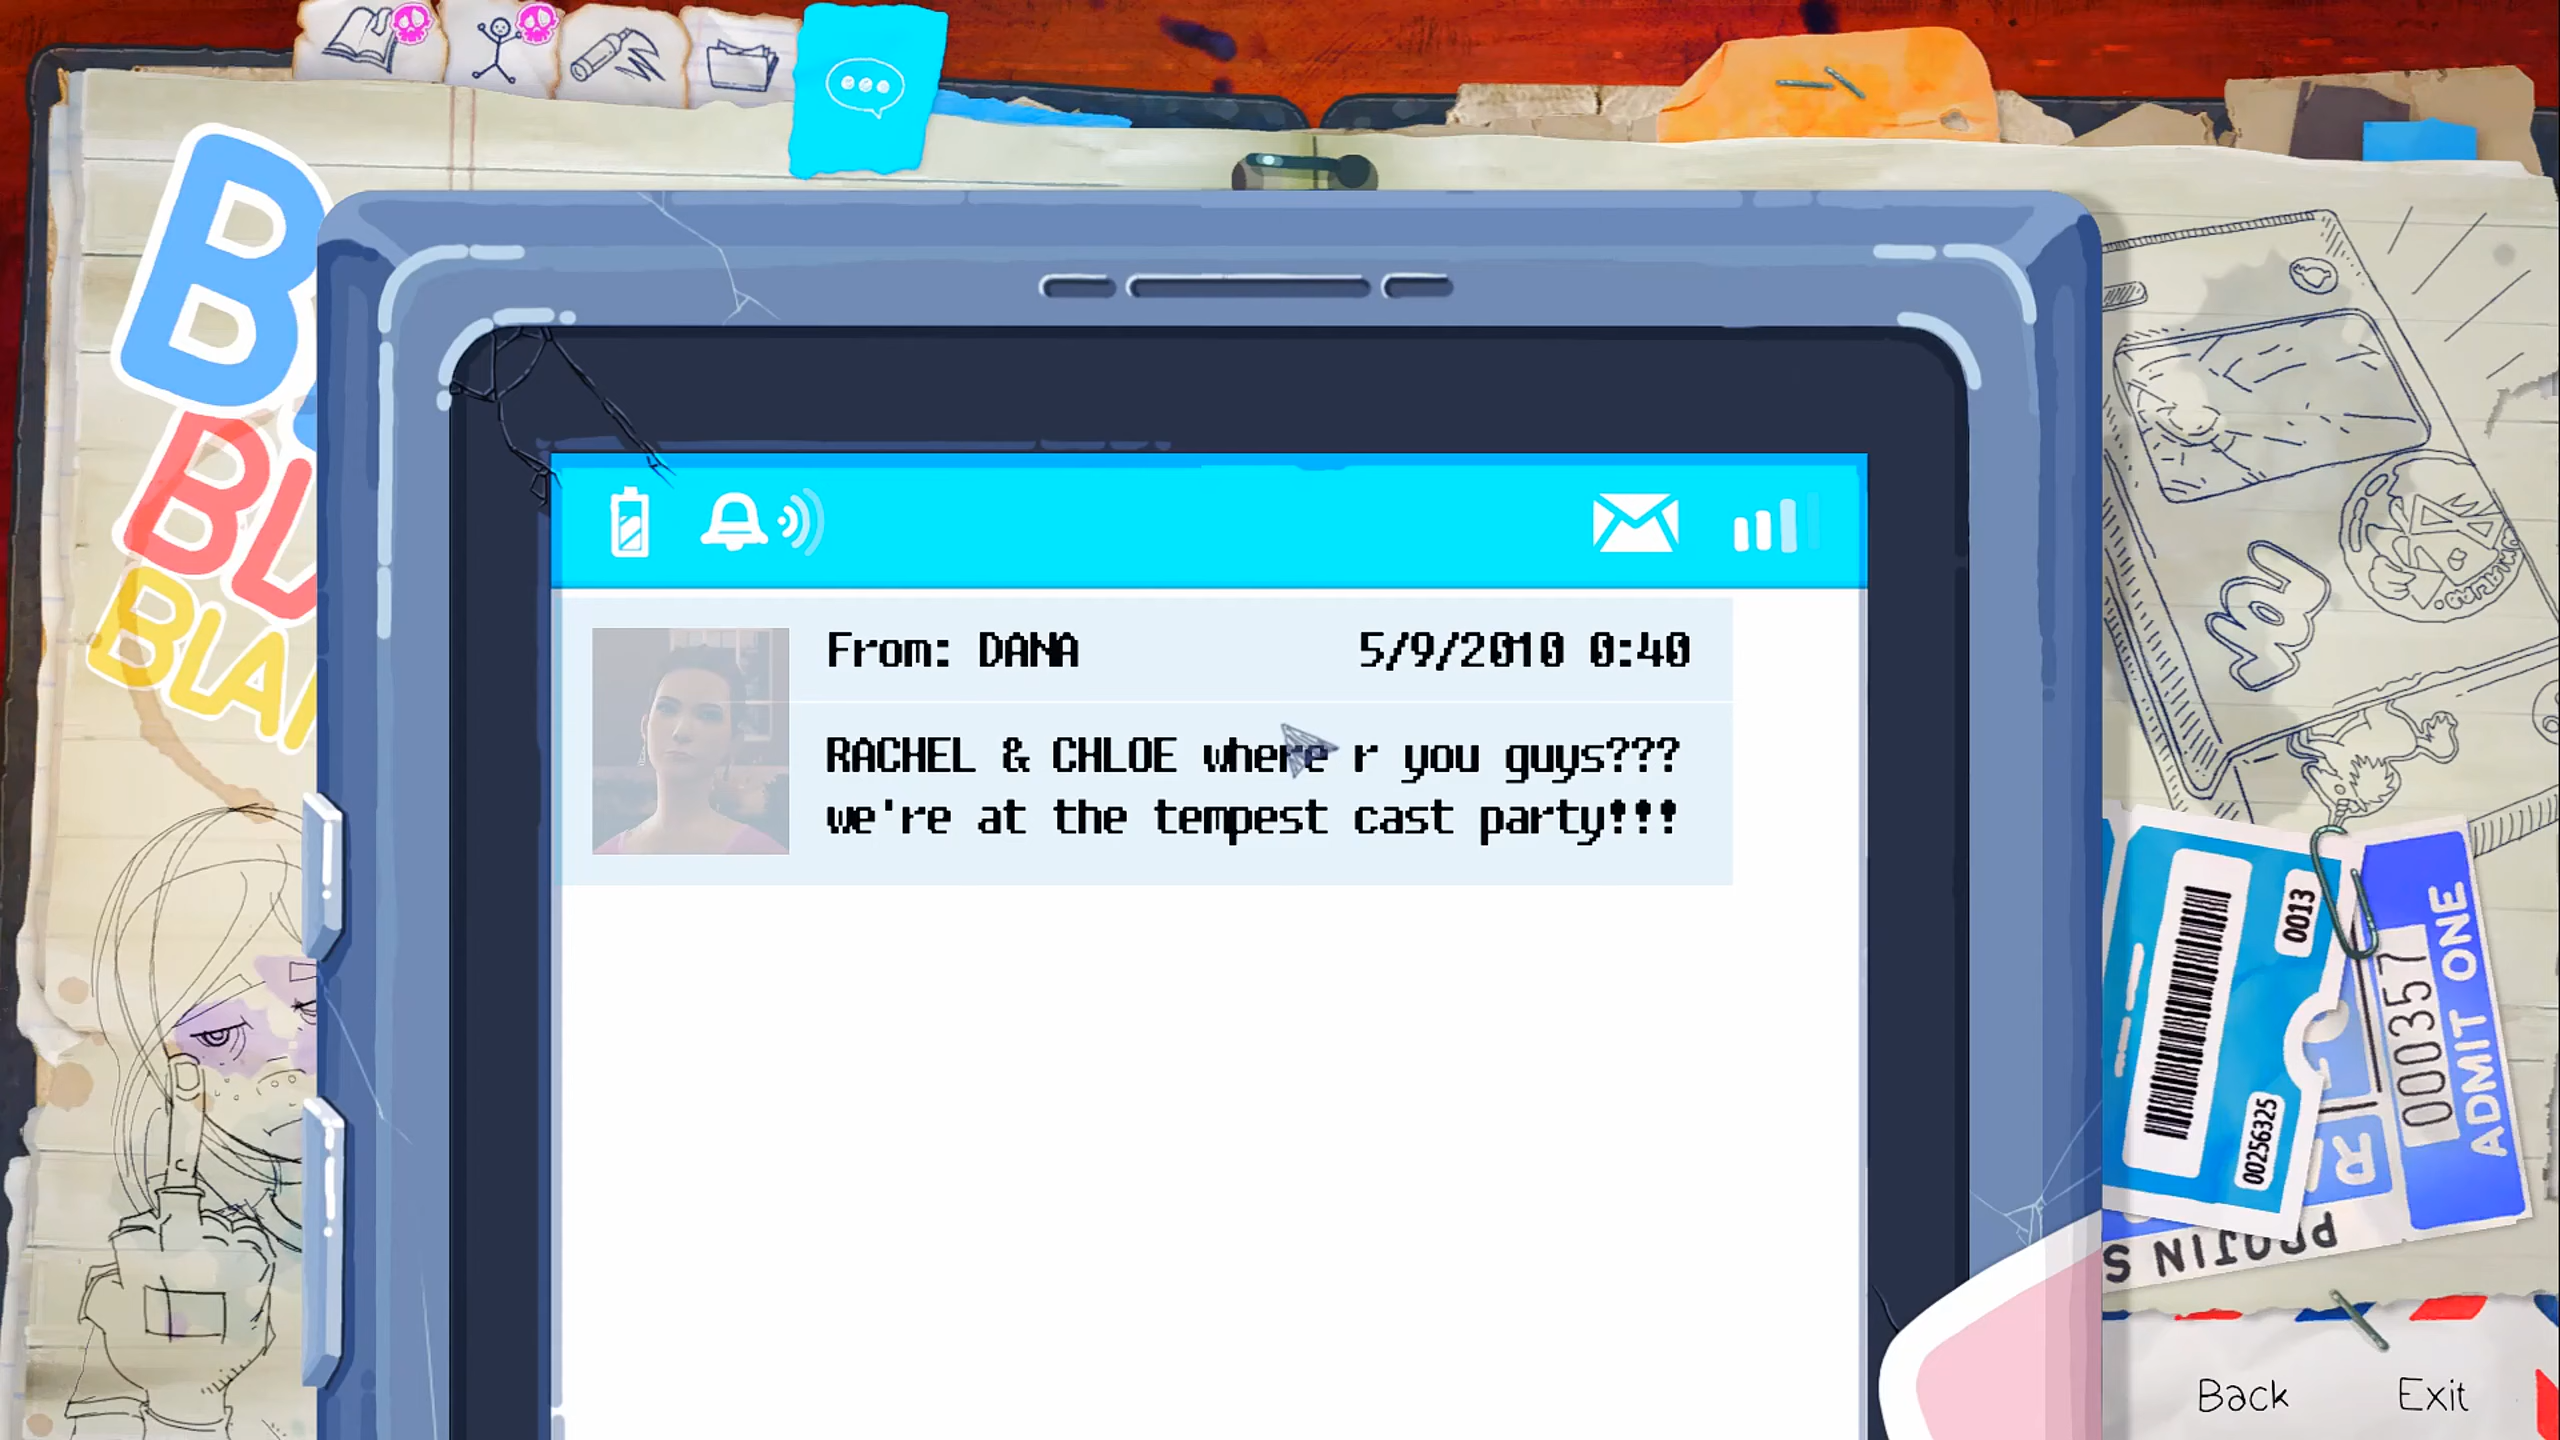 From: DANA 5/9/2010 0:40
RACHEL & CHLOE where r you guys???
we're at the tempest cast party!!!
0013
00256325
000357
ADMIT ONE
Back
Exit